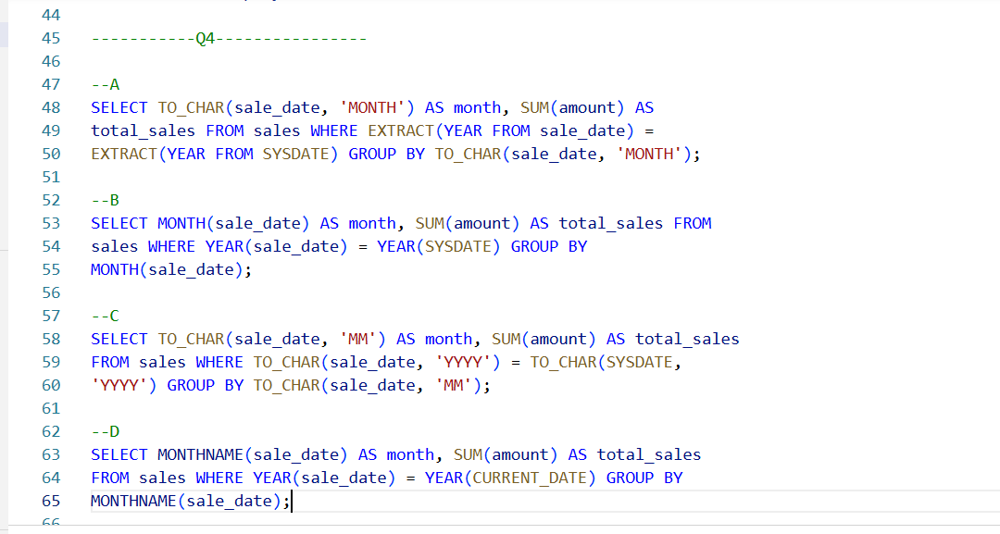 44
45 -----------Q4----------------
46
47 --A
48 SELECT TO_CHAR(sale_date, 'MONTH') AS month, SUM(amount) AS
49 total_sales FROM sales WHERE EXTRACT(YEAR FROM sale_date) =
50 EXTRACT(YEAR FROM SYSDATE) GROUP BY TO_CHAR(sale_date, 'MONTH');
51
52 --B
53 SELECT MONTH(sale_date) AS month, SUM(amount) AS total_sales FROM
54 sales WHERE YEAR(sale_date) = YEAR(SYSDATE) GROUP BY
55 MONTH(sale_date);
56
57 --C
58 SELECT TO_CHAR(sale_date, 'MM') AS month, SUM(amount) AS total_sales
59 FROM sales WHERE TO_CHAR(sale_date, 'YYYY') = TO_CHAR(SYSDATE,
60 'YYYY') GROUP BY TO_CHAR(sale_date, 'MM');
61
62 --D
63 SELECT MONTHNAME(sale_date) AS month, SUM(amount) AS total_sales
64 FROM sales WHERE YEAR(sale_date) = YEAR(CURRENT_DATE) GROUP BY
65 MONTHNAME(sale_date);
66